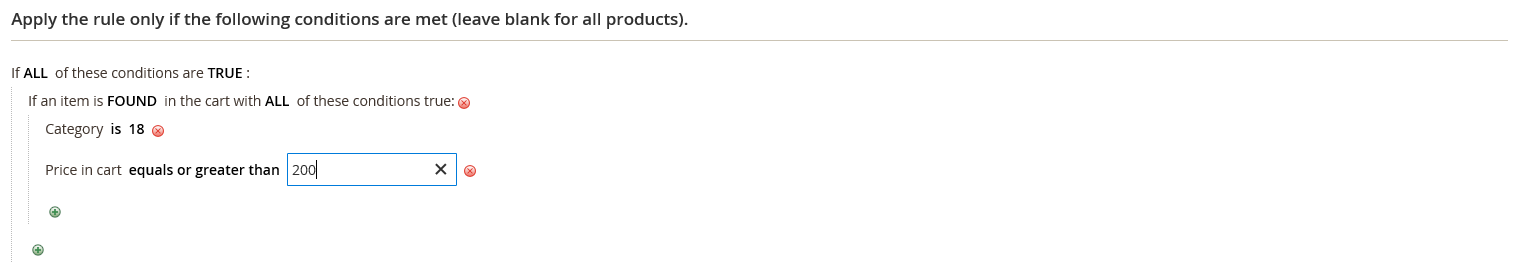 Apply the rule only if the following conditions are met (leave blank for all products).
If ALL of these conditions are TRUE :
If an item is FOUND in the cart with ALL of these conditions true:
Category is 18
Price in cart equals or greater than 200